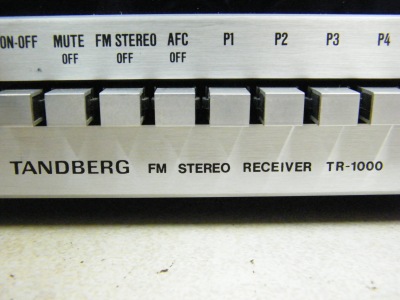 ON-OFF MUTE FM STEREO AFC P1 P2 P3 P4
OFF OFF OFF
TANDBERG FM STEREO RECEIVER TR-1000